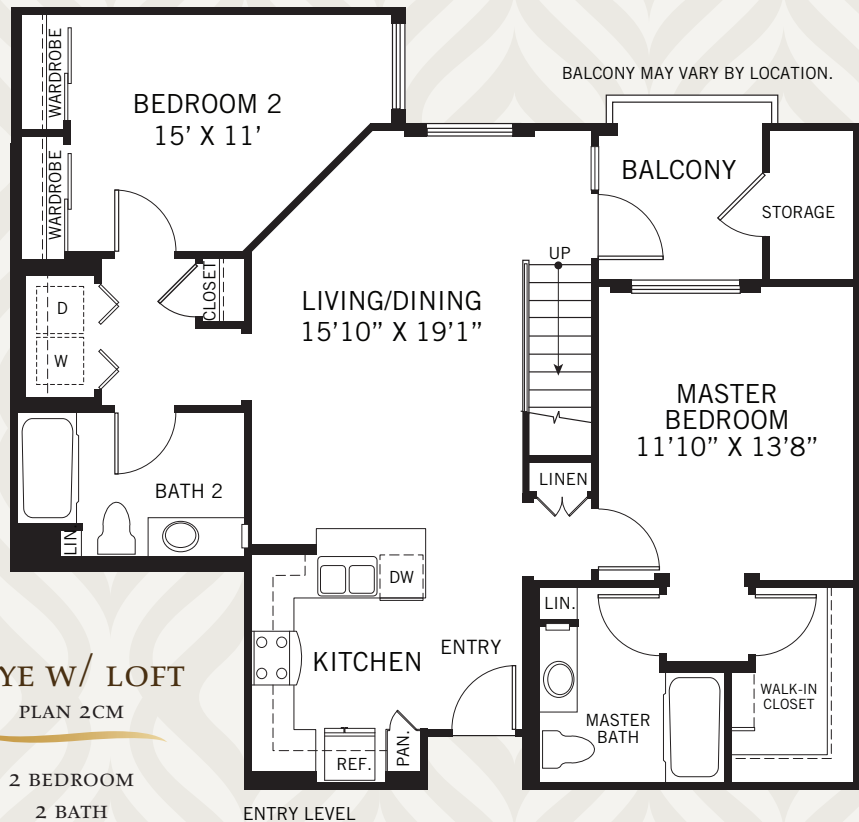 BALCONY MAY VARY BY LOCATION.
WARDROBE
BEDROOM 2
15' X 11'
WARDROBE
BALCONY
STORAGE
UP
CLOSET
D
W
LIVING/DINING
15'10” X 19'1”
MASTER
BEDROOM
11'10” X 13'8”
LINEN
BATH 2
LIN.
DW
LIN.
KITCHEN
ENTRY
WALK-IN
CLOSET
MASTER
BATH
PAN.
REF.
YE W/ LOFT
PLAN 2CM
2 BEDROOM
2 BATH
ENTRY LEVEL